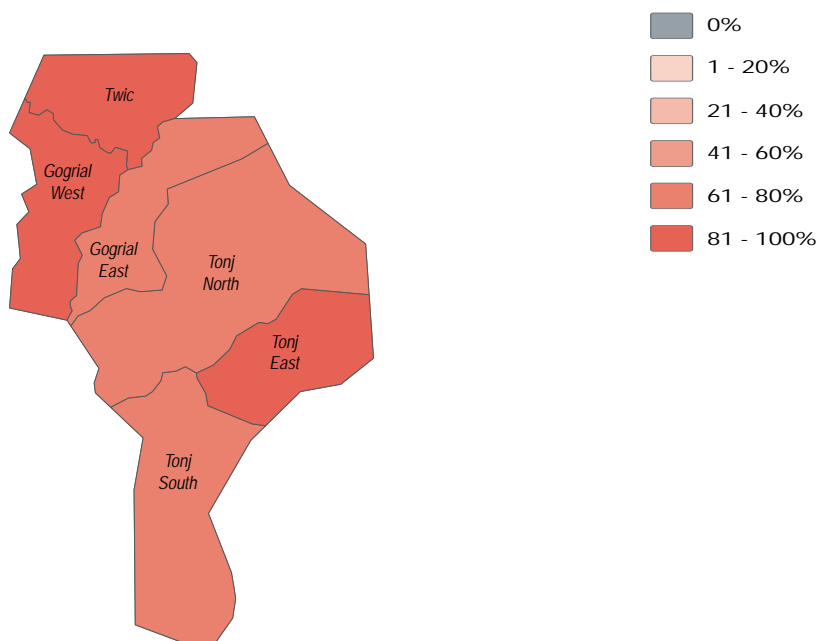 0%
1 - 20%
21 - 40%
41 - 60%
61 - 80%
81 - 100%
Twic
Gogrial
West
Gogrial
East
Tonj
North
Tonj
East
Tonj
South